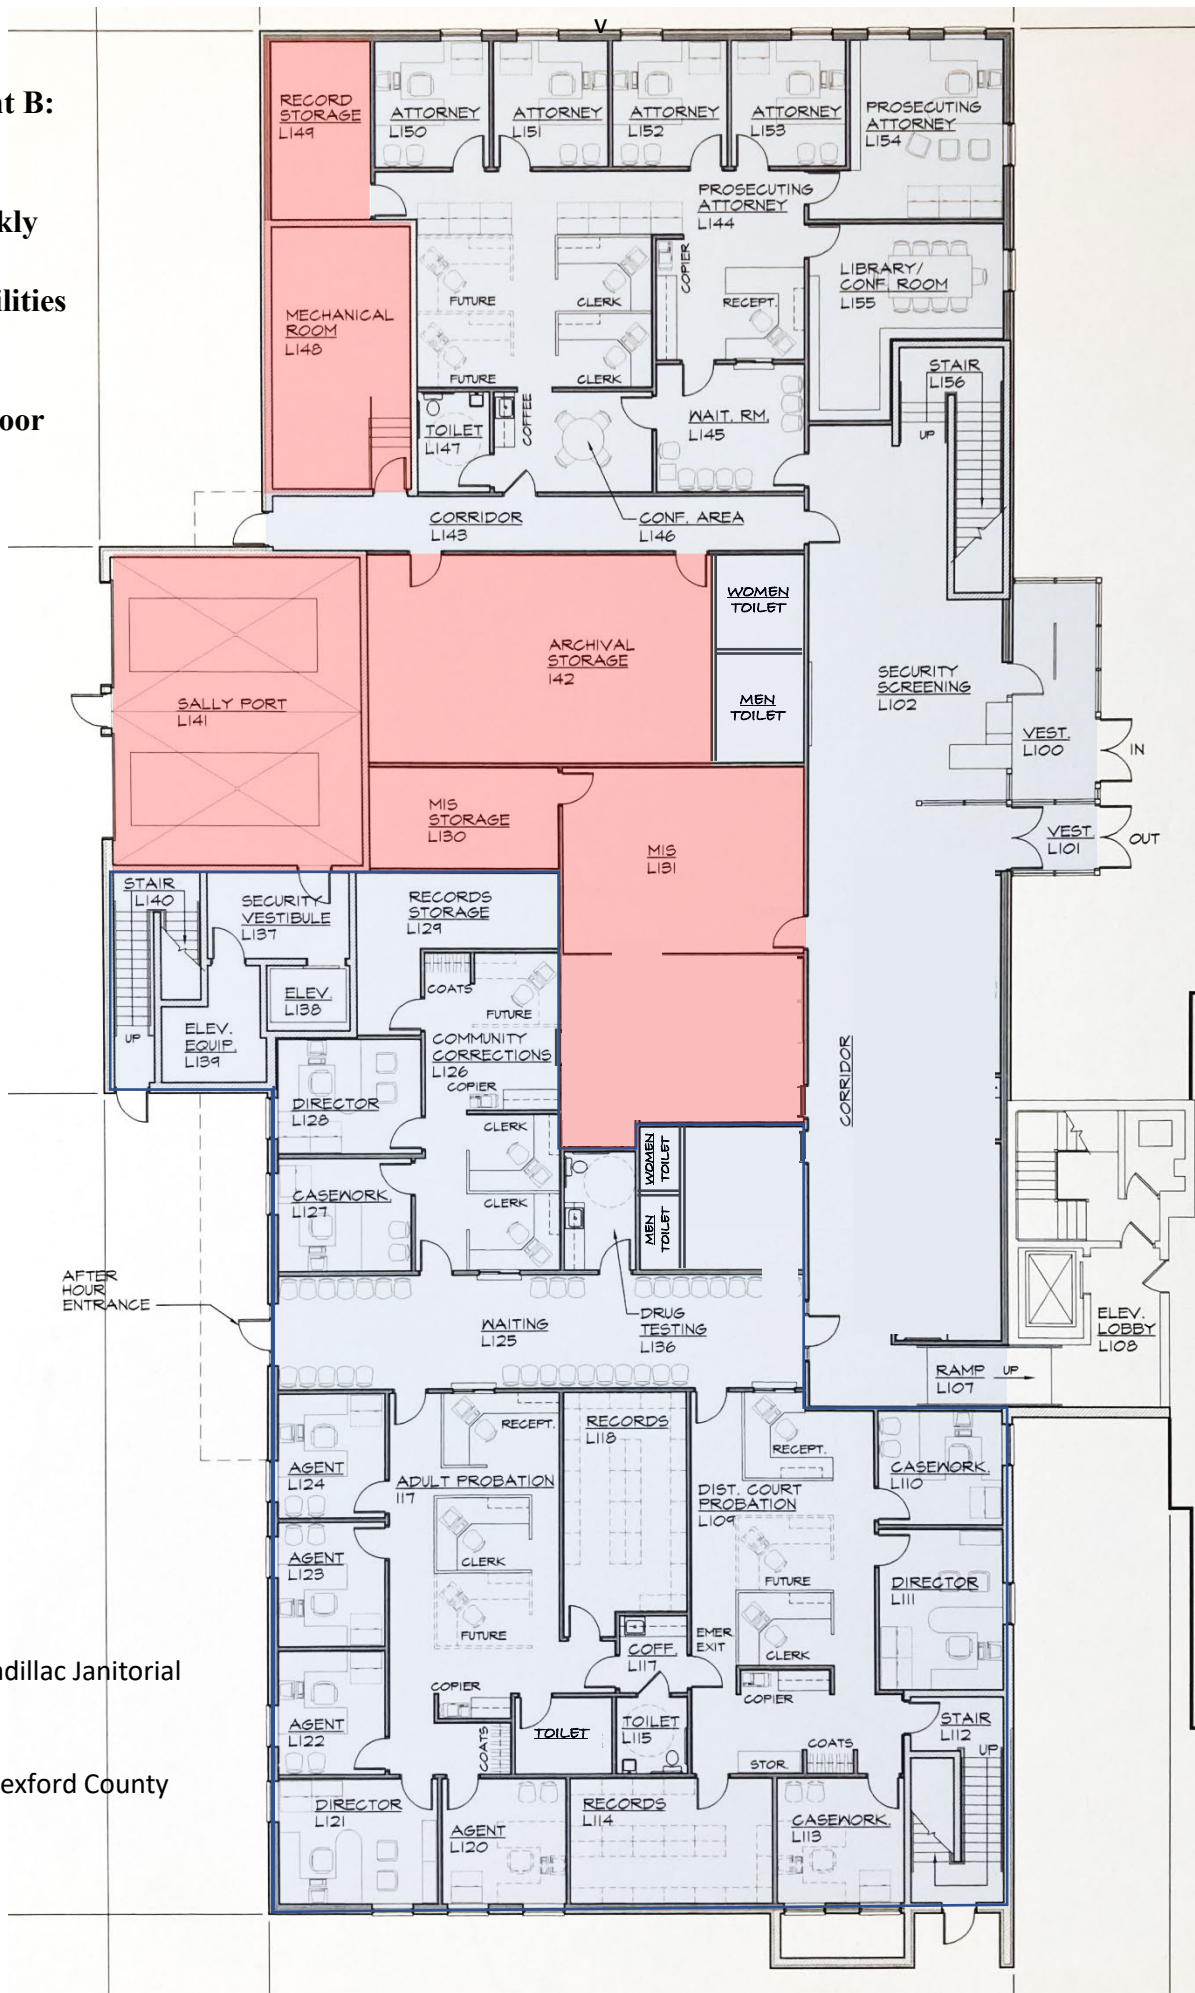 v
t B:
kly
ilities
oor
RECORD
STORAGE
L149
ATTORNEY
L150
ATTORNEY
L151
ATTORNEY
L152
ATTORNEY
L153
PROSECUTING
ATTORNEY
L154
PROSECUTING
ATTORNEY
L144
COPIER
RECEPT.
LIBRARY/
CONF. ROOM
L155
MECHANICAL
ROOM
L148
FUTURE
CLERK
FUTURE
CLERK
STAIR
L156
UP
TOILET
L147
COFFEE
WAIT. RM.
L145
CORRIDOR
L143
CONF. AREA
L146
WOMEN
TOILET
MEN
TOILET
ARCHIVAL
STORAGE
142
SALLY PORT
L141
SECURITY
SCREENING
L102
VEST.
L100
IN
VEST.
L101
OUT
MIS
STORAGE
L130
MIS
L131
STAIR
L140
UP
SECURITY
VESTIBULE
L137
RECORDS
STORAGE
L129
ELEV.
L138
ELEV.
EQUIP.
L139
COATS
FUTURE
COMMUNITY
CORRECTIONS
L126
COPIER
CLERK
CLERK
DIRECTOR
L128
CASEWORK.
L127
CORRIDOR
WOMEN
TOILET
MEN
TOILET
AFTER
HOUR
ENTRANCE
WAITING
L125
DRUG
TESTING
L136
ELEV.
LOBBY
L108
RAMP UP
L107
AGENT
L124
RECEPT.
ADULT PROBATION
117
CLERK
FUTURE
RECORDS
L118
RECEPT.
DIST. COURT
PROBATION
L109
FUTURE
CLERK
CASEWORK.
L110
AGENT
L123
DIRECTOR
L111
COFF.
L117
EMER.
EXIT
adillac Janitorial
AGENT
L122
COPIER
COATS
TOILET
TOILET
L115
COPIER
STOR.
COATS
STAIR
L112
UP
exford County
DIRECTOR
L121
AGENT
L120
RECORDS
L114
CASEWORK.
L113